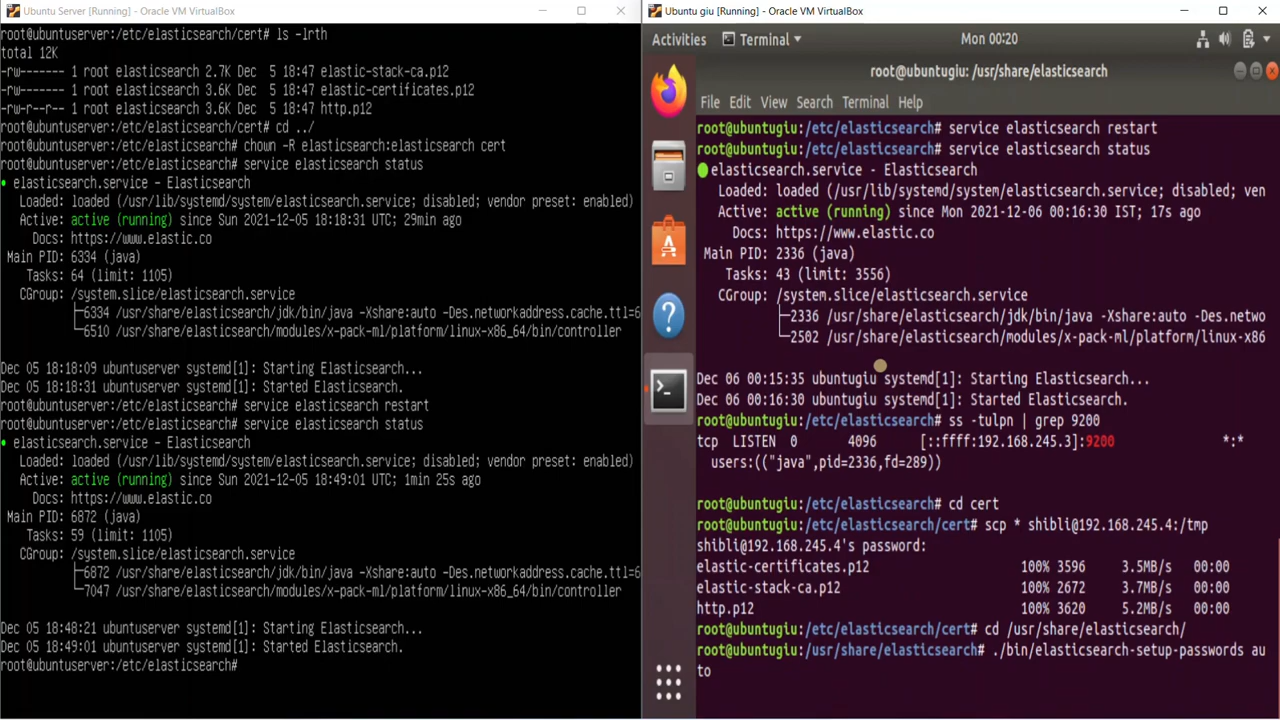 Ubuntu Server [Running] - Oracle VM VirtualBox
root@ubuntuserver:/etc/elasticsearch/cert# ls -lrth
total 12K
-rw------- 1 root elasticsearch 2.7K Dec  5 18:47 elastic-stack-ca.p12
-rw------- 1 root elasticsearch 3.6K Dec  5 18:47 elastic-certificates.p12
-rw-r--r-- 1 root elasticsearch 3.6K Dec  5 18:47 http.p12
root@ubuntuserver:/etc/elasticsearch/cert# cd ../
root@ubuntuserver:/etc/elasticsearch# chown -R elasticsearch:elasticsearch cert
root@ubuntuserver:/etc/elasticsearch# service elasticsearch status
● elasticsearch.service - Elasticsearch
Loaded: loaded (/usr/lib/systemd/system/elasticsearch.service; disabled; vendor preset: enabled)
Active: active (running) since Sun 2021-12-05 18:18:31 UTC; 29min ago
Docs: https://www.elastic.co
Main PID: 6334 (java)
Tasks: 64 (limit: 1105)
CGroup: /system.slice/elasticsearch.service
├─6334 /usr/share/elasticsearch/jdk/bin/java -Xshare:auto -Des.networkaddress.cache.ttl=6
└─6510 /usr/share/elasticsearch/modules/x-pack-ml/platform/linux-x86_64/bin/controller
Dec 05 18:18:09 ubuntuserver systemd[1]: Starting Elasticsearch...
Dec 05 18:18:31 ubuntuserver systemd[1]: Started Elasticsearch.
root@ubuntuserver:/etc/elasticsearch# service elasticsearch restart
root@ubuntuserver:/etc/elasticsearch# service elasticsearch status
● elasticsearch.service - Elasticsearch
Loaded: loaded (/usr/lib/systemd/system/elasticsearch.service; disabled; vendor preset: enabled)
Active: active (running) since Sun 2021-12-05 18:49:01 UTC; 1min 25s ago
Docs: https://www.elastic.co
Main PID: 6872 (java)
Tasks: 59 (limit: 1105)
CGroup: /system.slice/elasticsearch.service
├─6872 /usr/share/elasticsearch/jdk/bin/java -Xshare:auto -Des.networkaddress.cache.ttl=6
└─7047 /usr/share/elasticsearch/modules/x-pack-ml/platform/linux-x86_64/bin/controller
Dec 05 18:48:21 ubuntuserver systemd[1]: Starting Elasticsearch...
Dec 05 18:49:01 ubuntuserver systemd[1]: Started Elasticsearch.
root@ubuntuserver:/etc/elasticsearch#
Ubuntu giu [Running] - Oracle VM VirtualBox
Activities Terminal Mon 00:20
root@ubuntugiu: /usr/share/elasticsearch
File Edit View Search Terminal Help
root@ubuntugiu:/etc/elasticsearch# service elasticsearch restart
root@ubuntugiu:/etc/elasticsearch# service elasticsearch status
● elasticsearch.service - Elasticsearch
Loaded: loaded (/usr/lib/systemd/system/elasticsearch.service; disabled; ven
Active: active (running) since Mon 2021-12-06 00:16:30 IST; 17s ago
Docs: https://www.elastic.co
Main PID: 2336 (java)
Tasks: 43 (limit: 3556)
CGroup: /system.slice/elasticsearch.service
├─2336 /usr/share/elasticsearch/jdk/bin/java -Xshare:auto -Des.netwo
└─2502 /usr/share/elasticsearch/modules/x-pack-ml/platform/linux-x86
Dec 06 00:15:35 ubuntugiu systemd[1]: Starting Elasticsearch...
Dec 06 00:16:30 ubuntugiu systemd[1]: Started Elasticsearch.
root@ubuntugiu:/etc/elasticsearch# ss -tulpn | grep 9200
tcp LISTEN 0 4096 [::ffff:192.168.245.3]:9200 *:*
users:(("java",pid=2336,fd=289))
root@ubuntugiu:/etc/elasticsearch# cd cert
root@ubuntugiu:/etc/elasticsearch/cert# scp * shibli@192.168.245.4:/tmp
shibli@192.168.245.4's password:
elastic-certificates.p12 100% 3596 3.5MB/s 00:00
elastic-stack-ca.p12 100% 2672 3.7MB/s 00:00
http.p12 100% 3620 5.2MB/s 00:00
root@ubuntugiu:/etc/elasticsearch/cert# cd /usr/share/elasticsearch/
root@ubuntugiu:/usr/share/elasticsearch# ./bin/elasticsearch-setup-passwords au
to